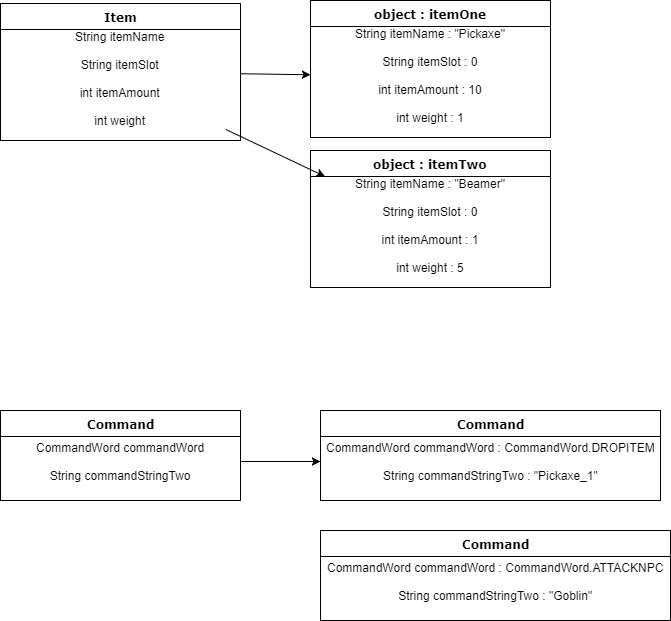 Item
String itemName
String itemSlot
int itemAmount
int weight
object : itemOne
String itemName : "Pickaxe"
String itemSlot : 0
int itemAmount : 10
int weight : 1
object : itemTwo
String itemName : "Beamer"
String itemSlot : 0
int itemAmount : 1
int weight : 5
Command
CommandWord commandWord
String commandStringTwo
Command
CommandWord commandWord : CommandWord.DROPITEM
String commandStringTwo : "Pickaxe_1"
Command
CommandWord commandWord : CommandWord.ATTACKNPC
String commandStringTwo : "Goblin"